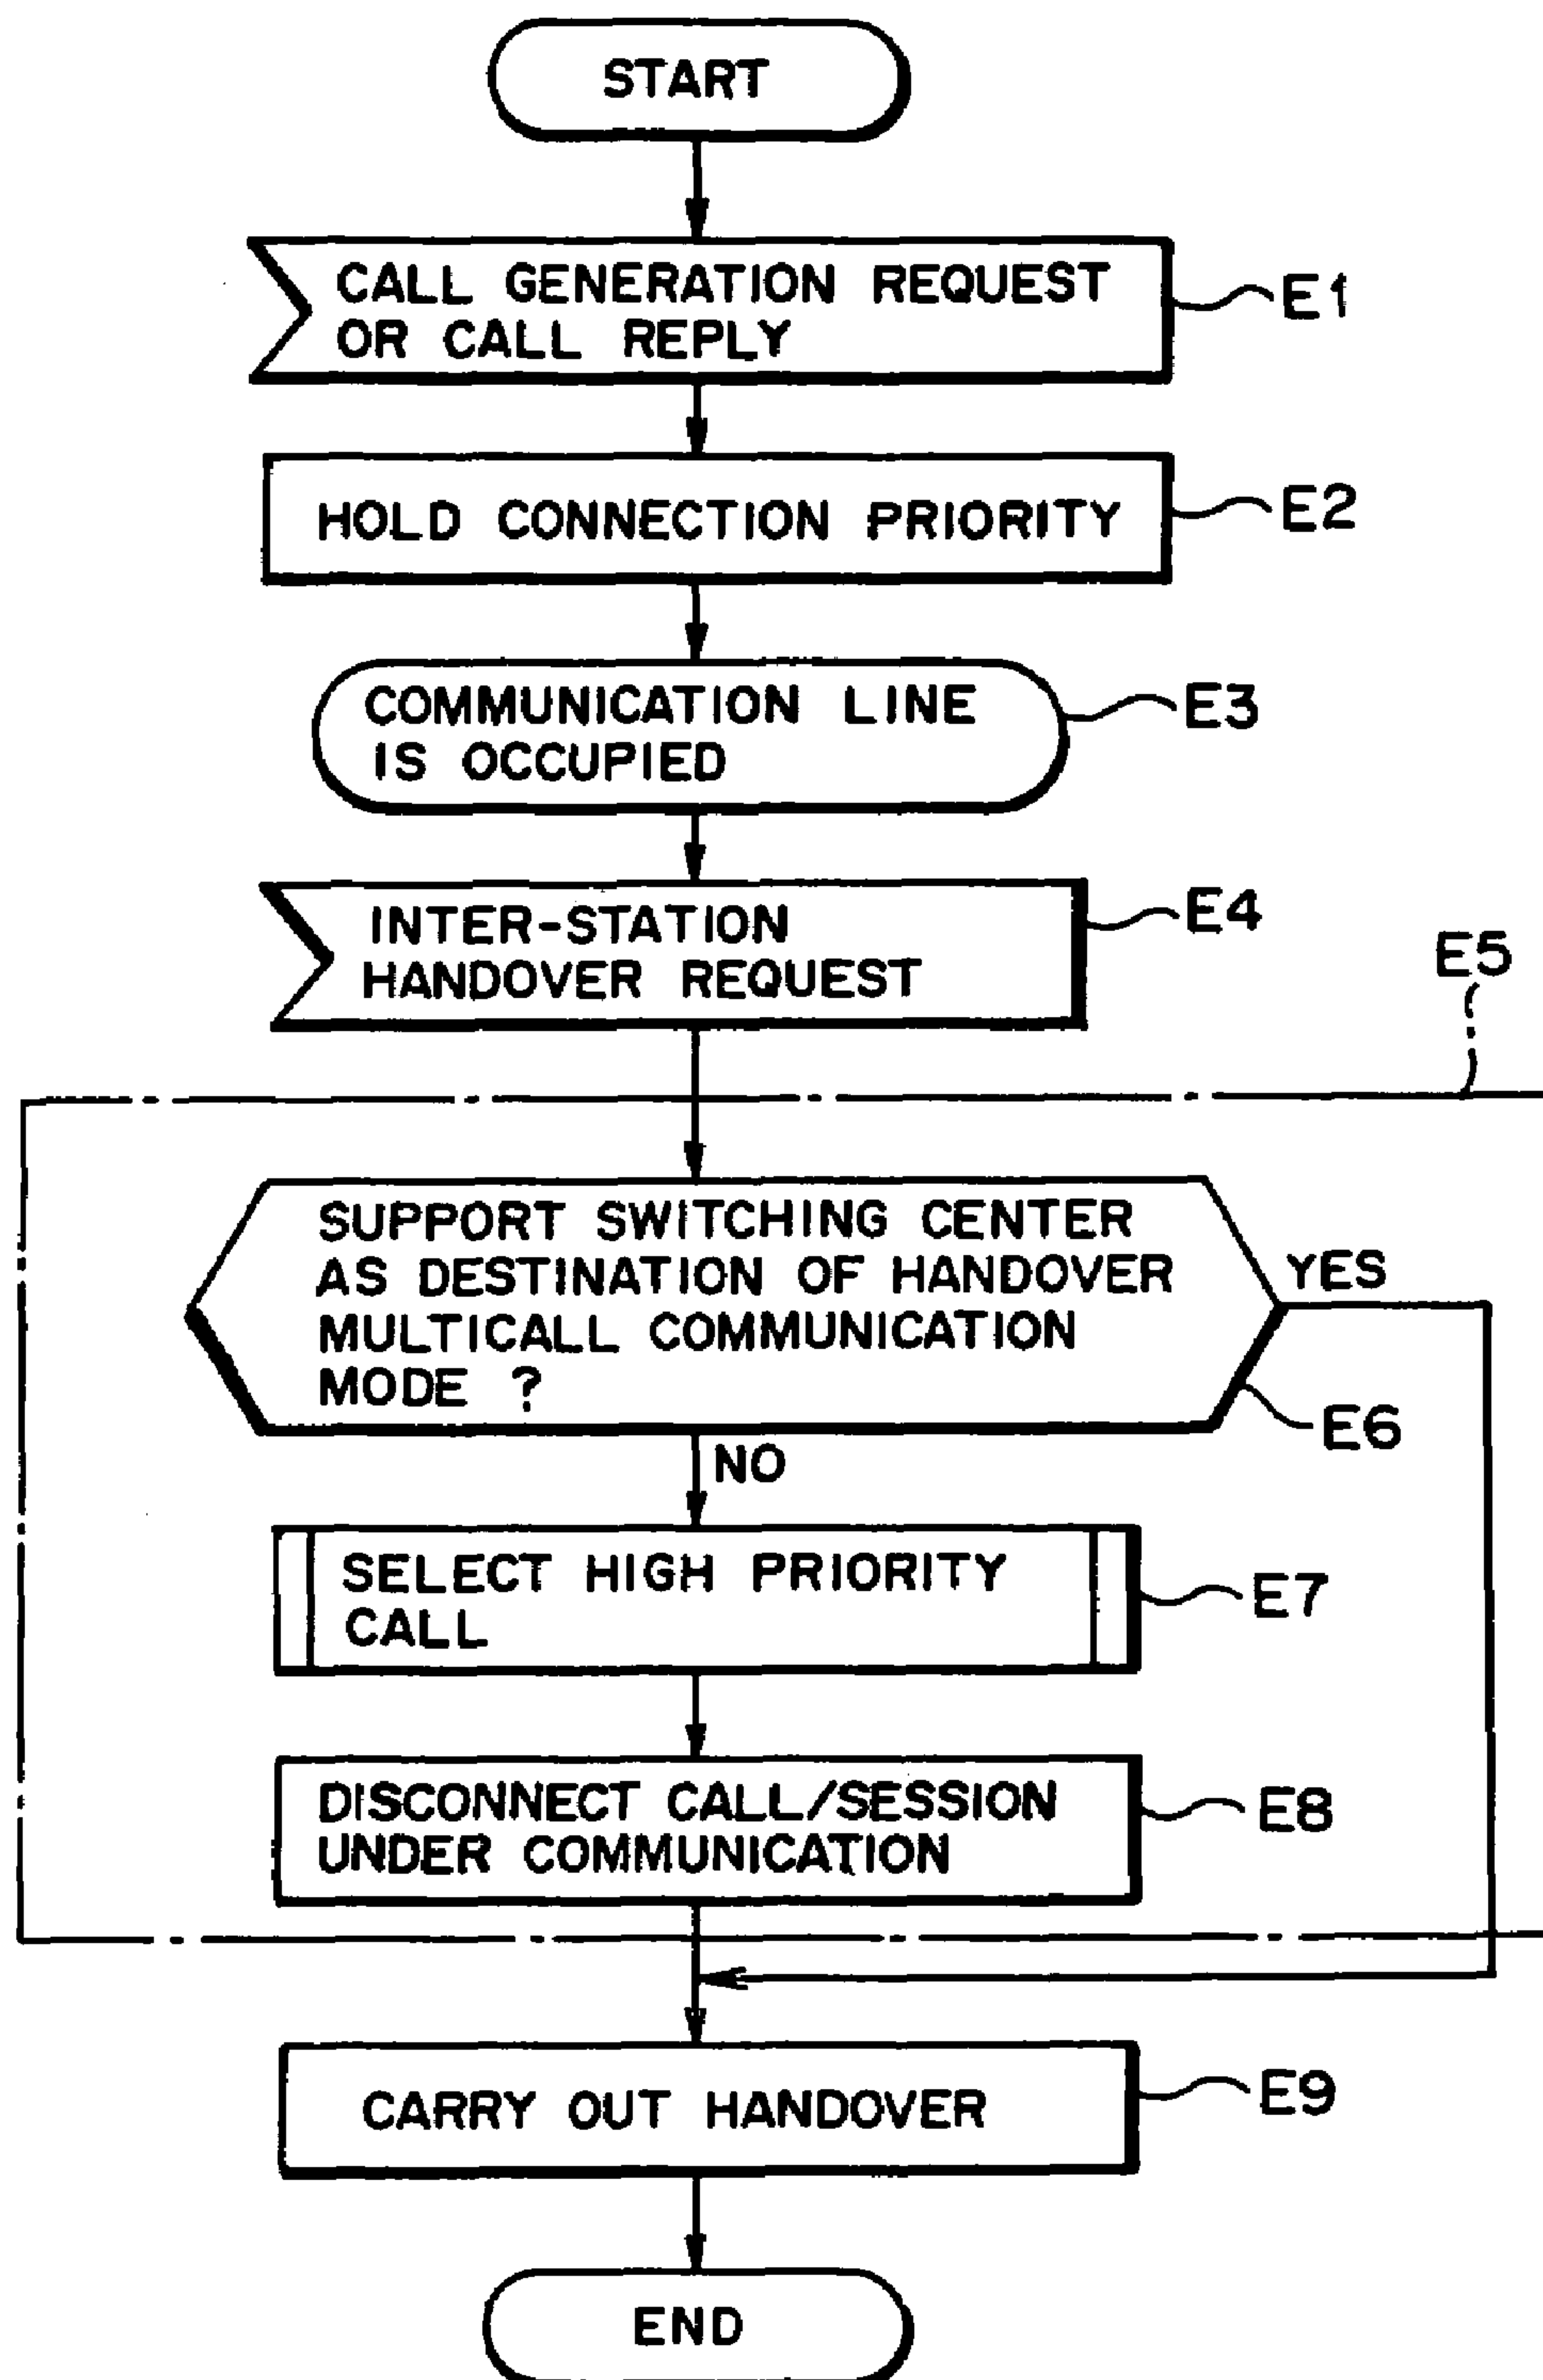 START
CALL GENERATION REQUEST
OR CALL REPLY
E1
HOLD CONNECTION PRIORITY
E2
COMMUNICATION LINE
IS OCCUPIED
E3
INTER-STATION
HANDOVER REQUEST
E4
E5
SUPPORT SWITCHING CENTER
AS DESTINATION OF HANDOVER
MULTICALL COMMUNICATION
MODE ?
YES
E6
NO
SELECT HIGH PRIORITY
CALL
E7
DISCONNECT CALL/SESSION
UNDER COMMUNICATION
E8
CARRY OUT HANDOVER
E9
END